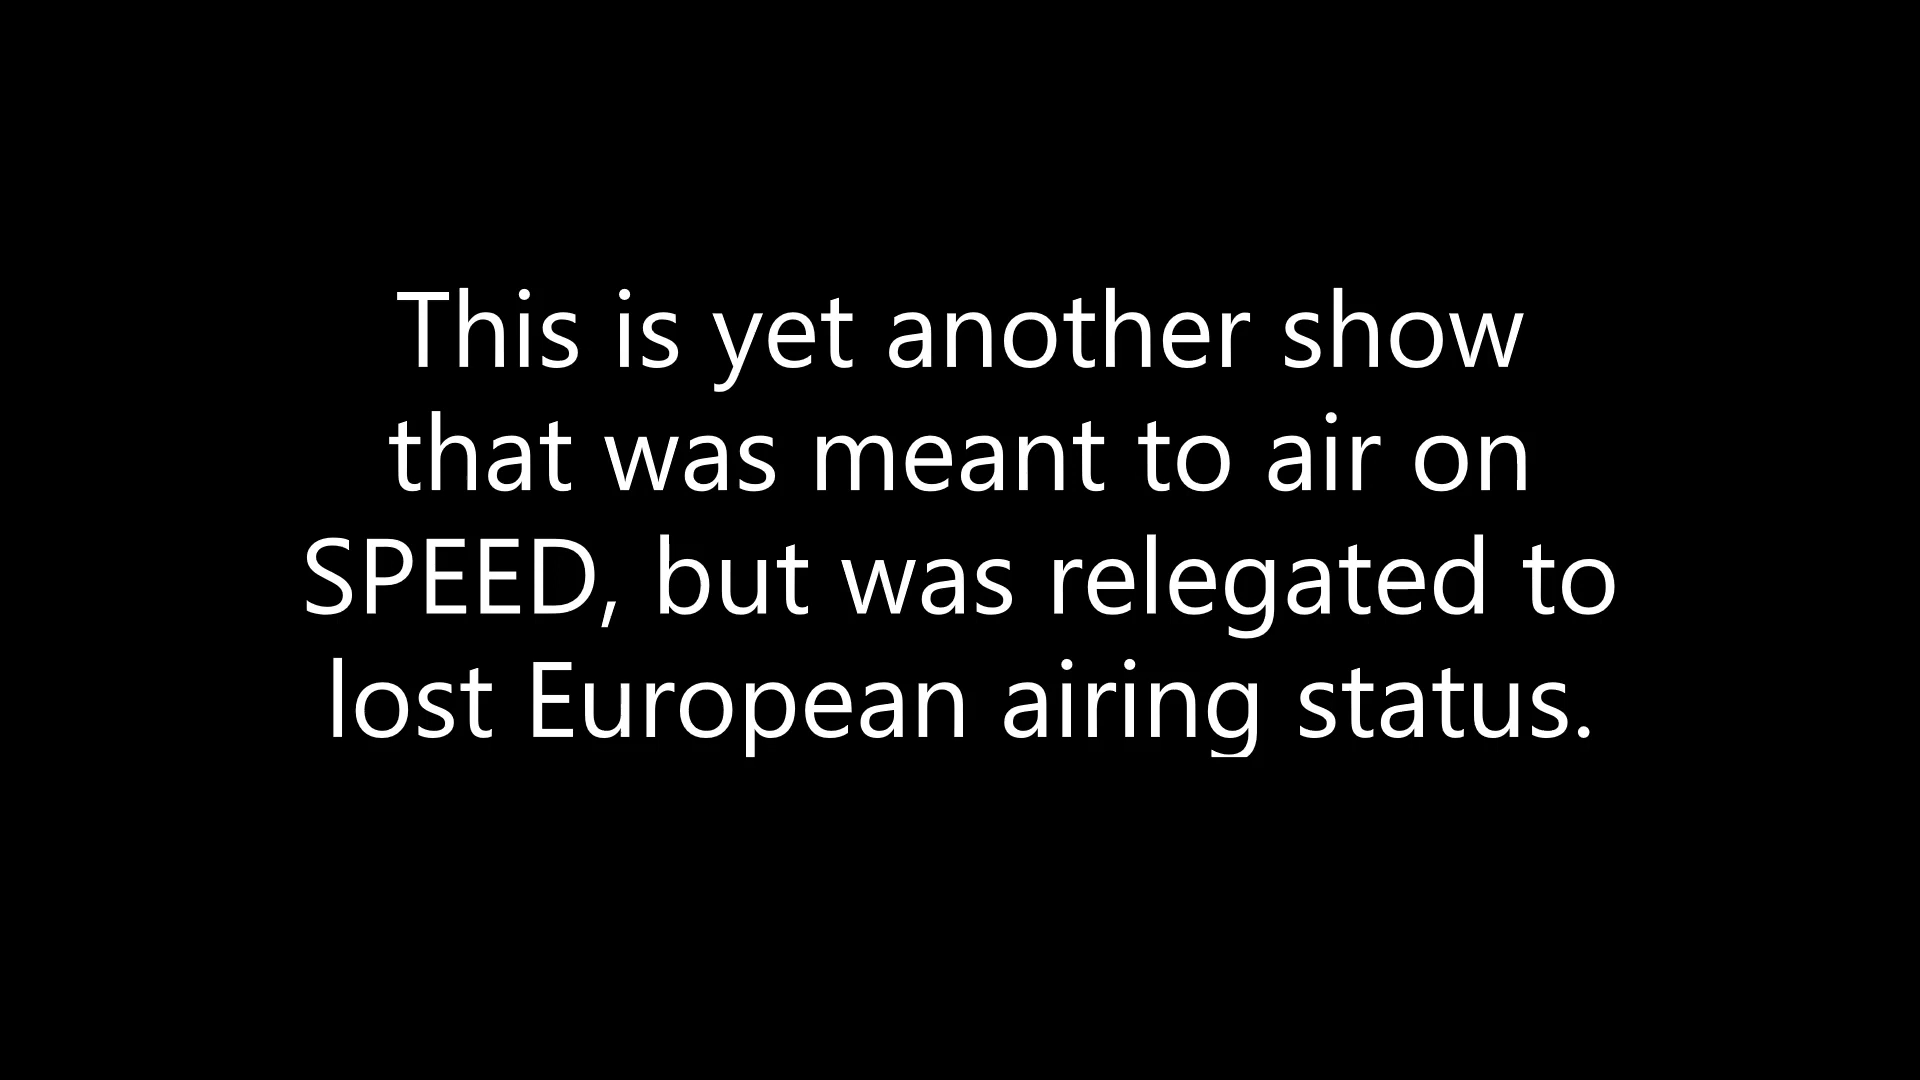 This is yet another show
that was meant to air on
SPEED, but was relegated to
lost European airing status.